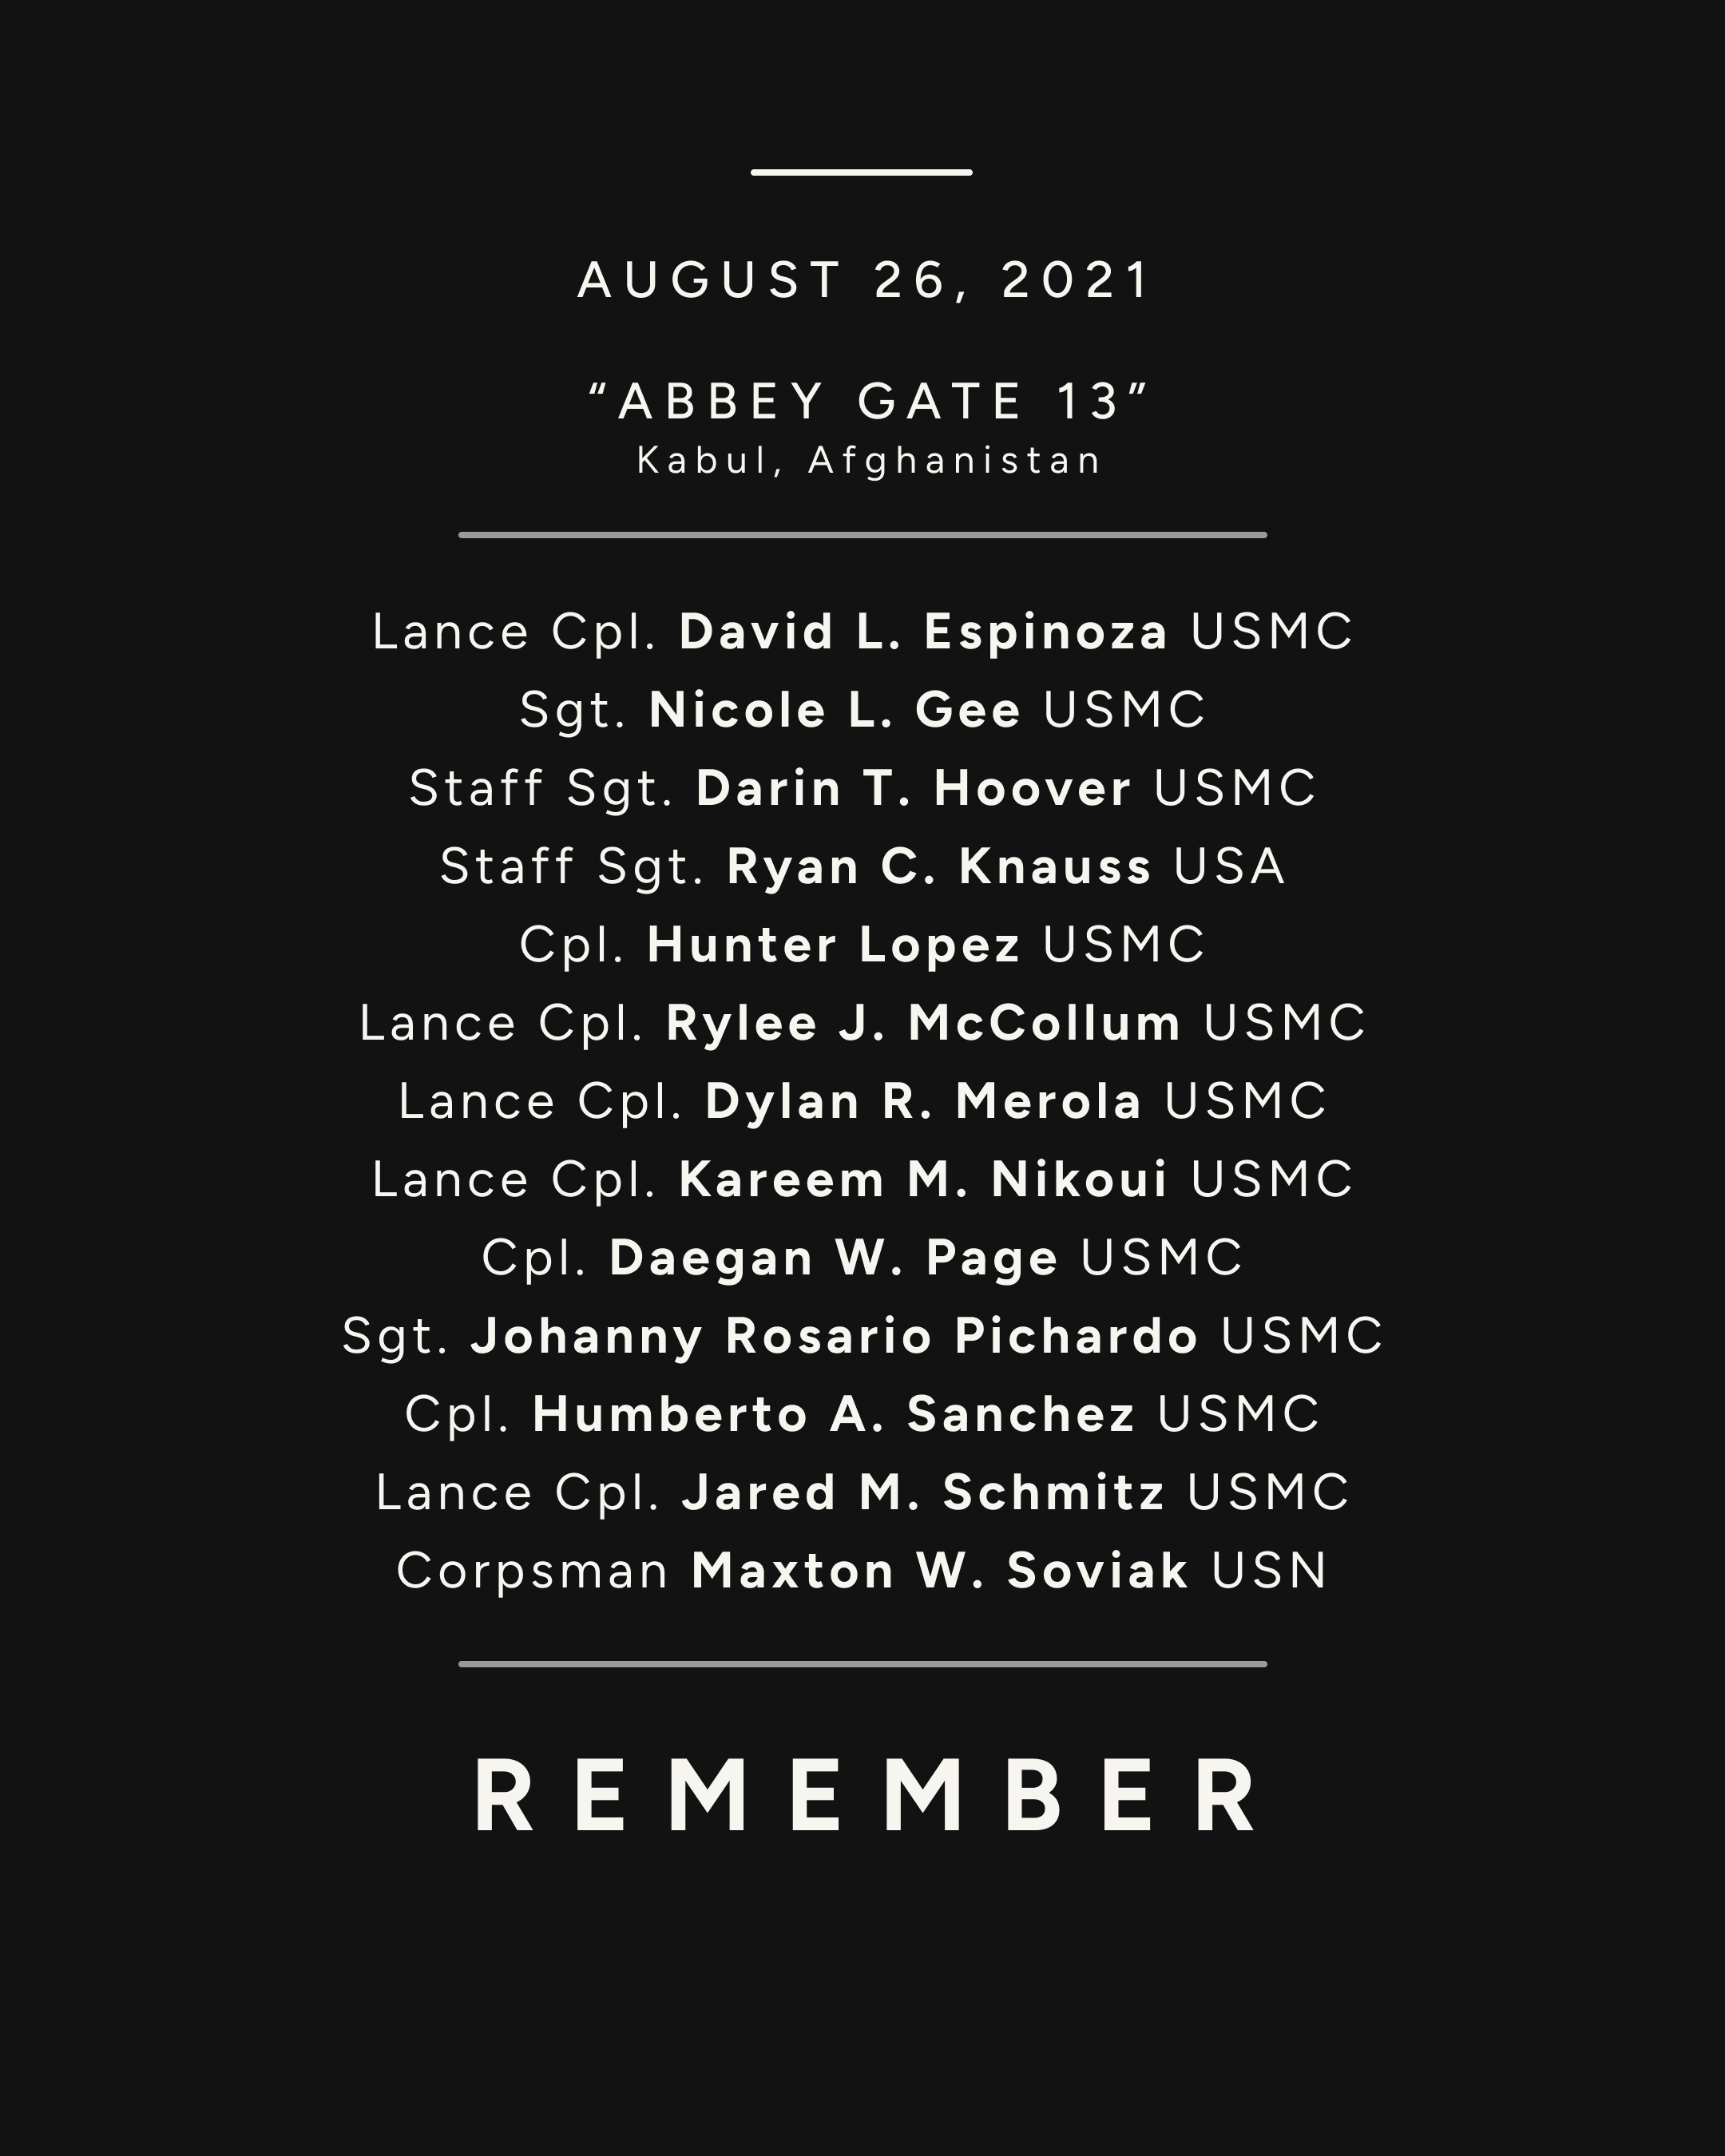 AUGUST 26, 2021
“ABBEY GATE 13”
Kabul, Afghanistan
Lance Cpl. David L. Espinoza USMC
Sgt. Nicole L. Gee USMC
Staff Sgt. Darin T. Hoover USMC
Staff Sgt. Ryan C. Knauss USA
Cpl. Hunter Lopez USMC
Lance Cpl. Rylee J. McCollum USMC
Lance Cpl. Dylan R. Merola USMC
Lance Cpl. Kareem M. Nikoui USMC
Cpl. Daegan W. Page USMC
Sgt. Johanny Rosario Pichardo USMC
Cpl. Humberto A. Sanchez USMC
Lance Cpl. Jared M. Schmitz USMC
Corpsman Maxton W. Soviak USN
REMEMBER